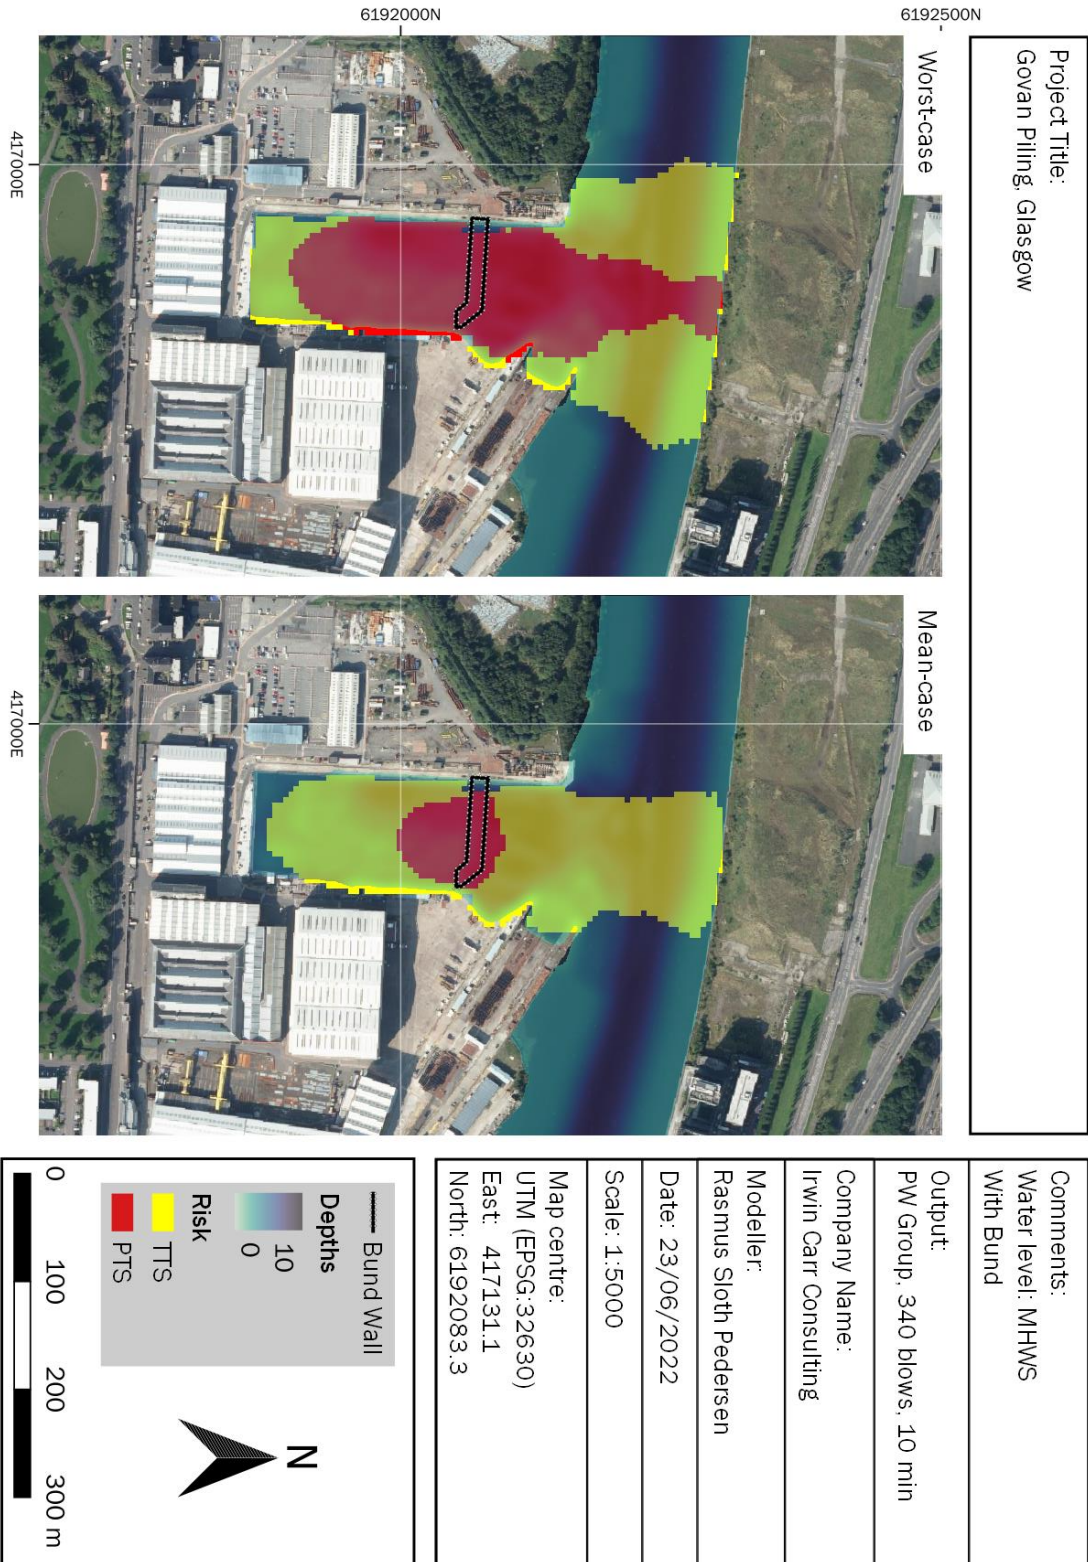 Project Title:
Govan Piling, Glasgow
Worst-case
Mean-case
6192000N
6192500N
417000E
417000E
Comments:
Water level: MHWS
With Bund
Output:
PW Group, 340 blows, 10 min
Company Name:
Irwin Carr Consulting
Modeller:
Rasmus Sloth Pedersen
Date: 23/06/2022
Scale: 1:5000
Map centre:
UTM (EPSG:32630)
East: 417131.1
North: 6192083.3
Bund Wall
Depths
10
0
Risk
TTS
PTS
N
0 100 200 300 m